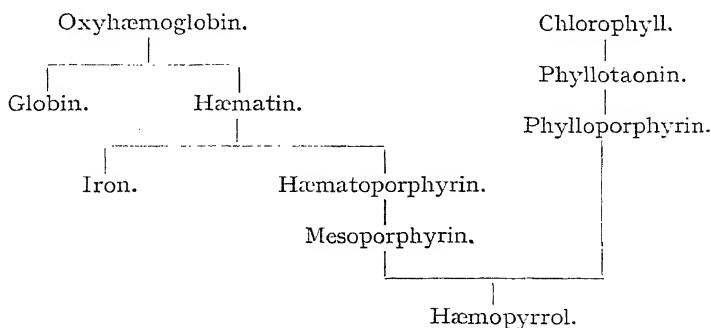 Oxyhæmoglobin. Chlorophyll.
Phyllotaonin.
Globin. Hæmatin.
Phylloporphyrin.
Iron. Hæmatoporphyrin.
Mesoporphyrin.
Hæmopyrrol.